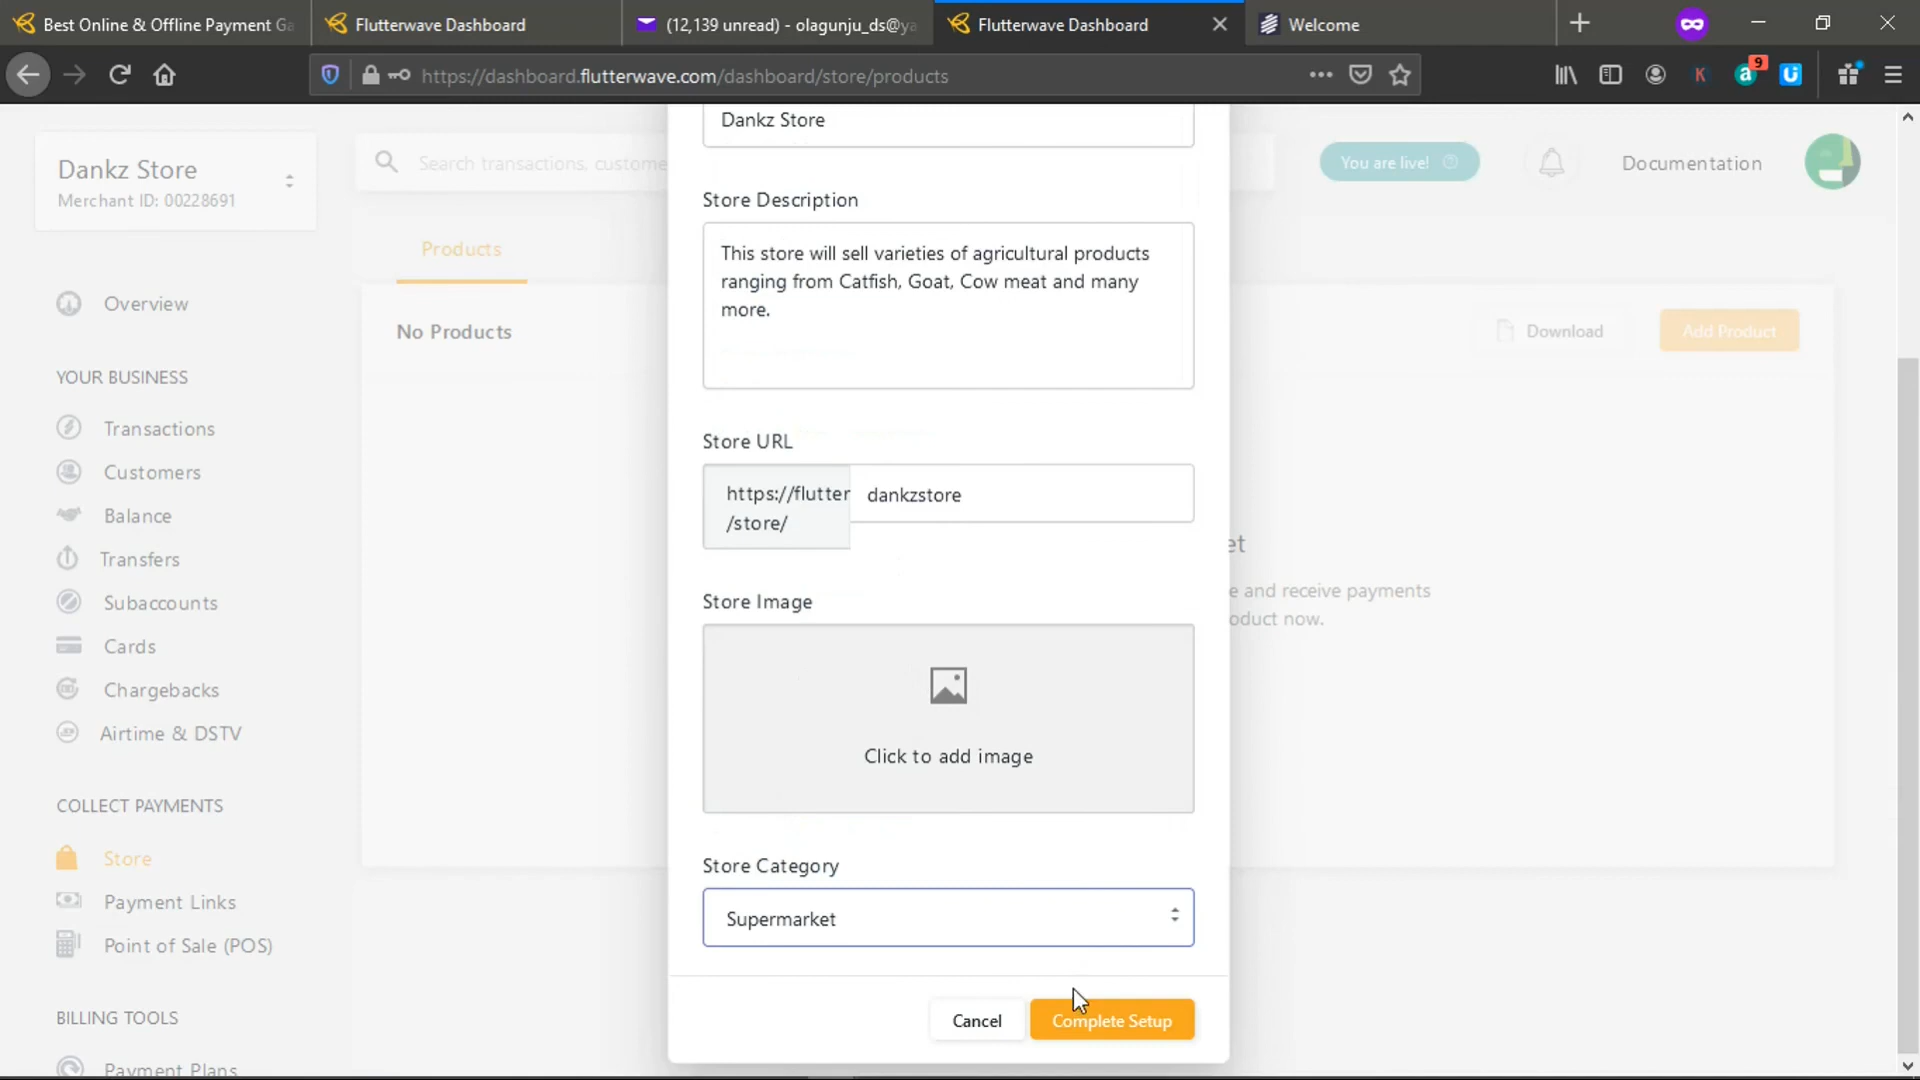 Best Online & Offline Payment Ga
Flutterwave Dashboard
(12,139 unread) - olagunju_ds@ya
Flutterwave Dashboard
Welcome
https://dashboard.flutterwave.com/dashboard/store/products
9
K
a
Dankz Store
Merchant ID: 00228691
Search transactions, custome
You are live!
Documentation
Overview
YOUR BUSINESS
Transactions
Customers
Balance
Transfers
Subaccounts
Cards
Chargebacks
Airtime & DSTV
COLLECT PAYMENTS
Store
Payment Links
Point of Sale (POS)
BILLING TOOLS
Payment Plans
Products
No Products
Download
Add Product
et
e and receive payments
oduct now.
Dankz Store
Store Description
This store will sell varieties of agricultural products
ranging from Catfish, Goat, Cow meat and many
more.
Store URL
https://flutter
/store/
dankzstore
Store Image
Click to add image
Store Category
Supermarket
Cancel
Complete Setup